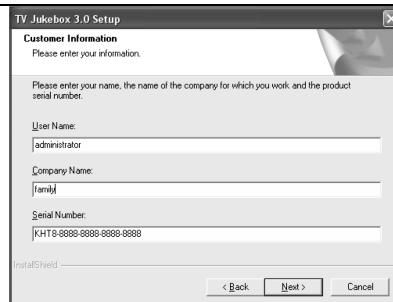 TV Jukebox 3.0 Setup
Customer Information
Please enter your information.
Please enter your name, the name of the company for which you work and the product
serial number.
User Name:
administrator
Company Name:
family
Serial Number:
KHT8-8888-8888-8888-8888
InstallShield
< Back
Next >
Cancel